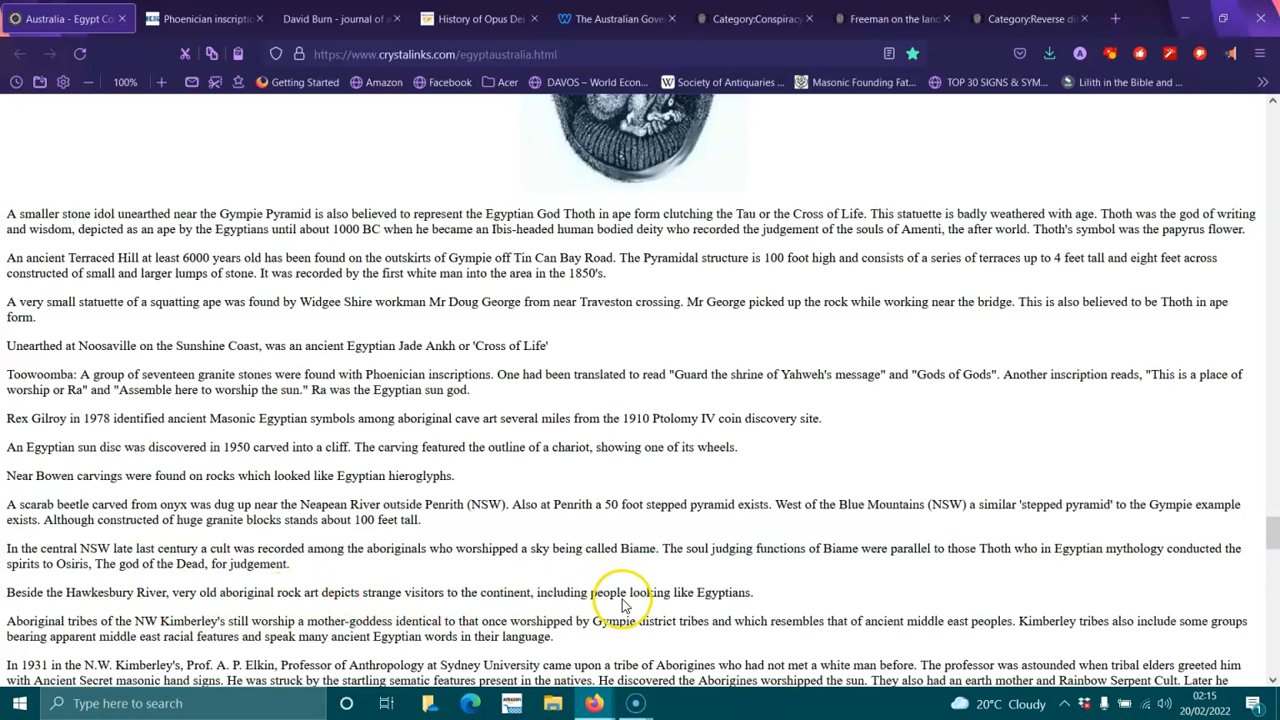 Australia - Egypt Co
Phoenician inscripti
David Burn - journal of a
History of Opus Dei
The Australian Gove
Category:Conspirac
Freeman on the lan
Category:Reverse di
https://www.crystalinks.com/egyptaustralia.html
100%
Getting Started
Amazon
Facebook
Acer
DAVOS – World Econ...
Society of Antiquaries ...
Masonic Founding Fat...
TOP 30 SIGNS & SYM...
Lilith in the Bible and ...
A smaller stone idol unearthed near the Gympie Pyramid is also believed to represent the Egyptian God Thoth in ape form clutching the Tau or the Cross of Life. This statuette is badly weathered with age. Thoth was the god of writing
and wisdom, depicted as an ape by the Egyptians until about 1000 BC when he became an Ibis-headed human bodied deity who recorded the judgement of the souls of Amenti, the after world. Thoth's symbol was the papyrus flower.
An ancient Terraced Hill at least 6000 years old has been found on the outskirts of Gympie off Tin Can Bay Road. The Pyramidal structure is 100 foot high and consists of a series of terraces up to 4 feet tall and eight feet across
constructed of small and larger lumps of stone. It was recorded by the first white man into the area in the 1850's.
A very small statuette of a squatting ape was found by Widgee Shire workman Mr Doug George from near Traveston crossing. Mr George picked up the rock while working near the bridge. This is also believed to be Thoth in ape
form.
Unearthed at Noosaville on the Sunshine Coast, was an ancient Egyptian Jade Ankh or 'Cross of Life'
Toowoomba: A group of seventeen granite stones were found with Phoenician inscriptions. One had been translated to read "Guard the shrine of Yahweh's message" and "Gods of Gods". Another inscription reads, "This is a place of
worship or Ra" and "Assemble here to worship the sun." Ra was the Egyptian sun god.
Rex Gilroy in 1978 identified ancient Masonic Egyptian symbols among aboriginal cave art several miles from the 1910 Ptolomy IV coin discovery site.
An Egyptian sun disc was discovered in 1950 carved into a cliff. The carving featured the outline of a chariot, showing one of its wheels.
Near Bowen carvings were found on rocks which looked like Egyptian hieroglyphs.
A scarab beetle carved from onyx was dug up near the Neapean River outside Penrith (NSW). Also at Penrith a 50 foot stepped pyramid exists. West of the Blue Mountains (NSW) a similar 'stepped pyramid' to the Gympie example
exists. Although constructed of huge granite blocks stands about 100 feet tall.
In the central NSW late last century a cult was recorded among the aboriginals who worshipped a sky being called Biame. The soul judging functions of Biame were parallel to those Thoth who in Egyptian mythology conducted the
spirits to Osiris, The god of the Dead, for judgement.
Beside the Hawkesbury River, very old aboriginal rock art depicts strange visitors to the continent, including people looking like Egyptians.
Aboriginal tribes of the NW Kimberley's still worship a mother-goddess identical to that once worshipped by Gympie district tribes and which resembles that of ancient middle east peoples. Kimberley tribes also include some groups
bearing apparent middle east racial features and speak many ancient Egyptian words in their language.
In 1931 in the N.W. Kimberley's, Prof. A. P. Elkin, Professor of Anthropology at Sydney University came upon a tribe of Aborigines who had not met a white man before. The professor was astounded when tribal elders greeted him
with Ancient Secret masonic hand signs. He was struck by the startling sematic features present in the natives. He discovered the Aborigines worshipped the sun. They also had an earth mother and Rainbow Serpent Cult. Later he
Type here to search
20°C Cloudy
02:15
20/02/2022